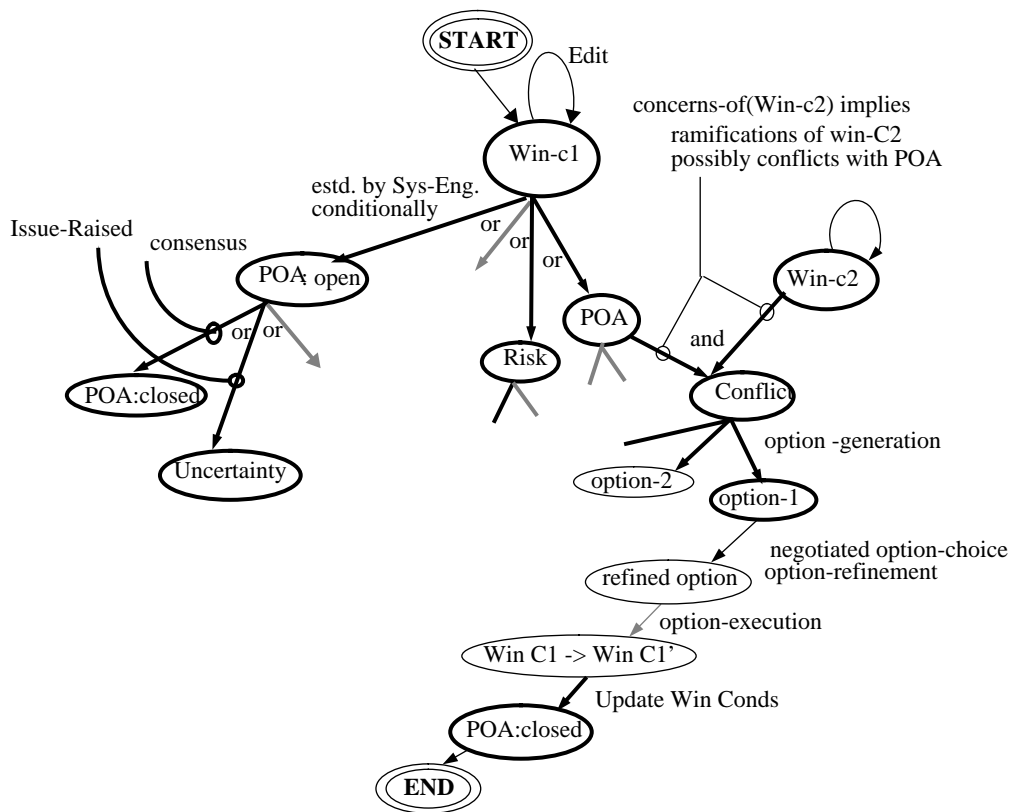 START
Edit
concerns-of(Win-c2) implies
ramifications of win-C2
possibly conflicts with POA
Win-c1
estd. by Sys-Eng.
conditionally
Issue-Raised
consensus
or
or
or
POA: open
Win-c2
POA
or
or
and
Risk
POA:closed
Conflict
option -generation
Uncertainty
option-2
option-1
negotiated option-choice
option-refinement
refined option
option-execution
Win C1 -> Win C1’
Update Win Conds
POA:closed
END